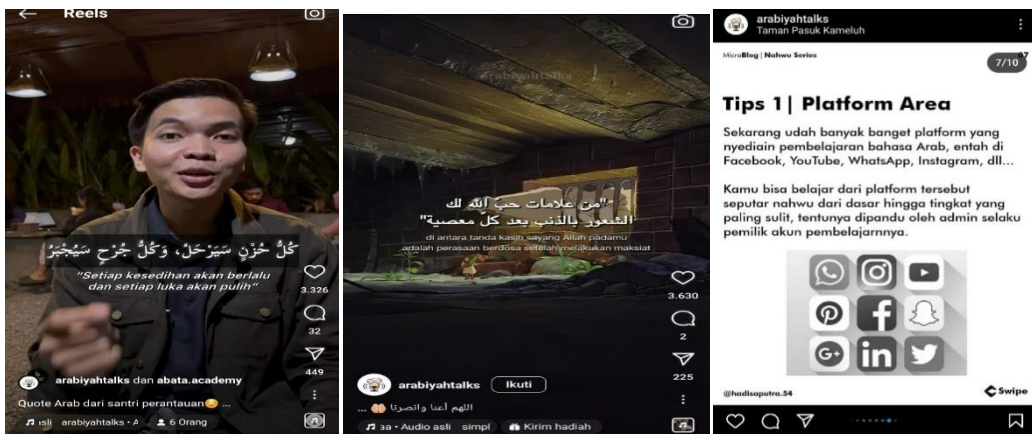 Reels
كُلُّ حُزْنٍ سَيَرْحَلُ، وَكُلُّ جُرْحٍ سَيُجْبَرُ
"Setiap kesedihan akan berlalu
dan setiap luka akan pulih"
3.326
32
449
arabiyahtalks dan abata.academy
Quote Arab dari santri perantauan😊 ...
asli arabiyahtalks • A
6 Orang
arabiyahtalks
"من علامات حبّ الله لك
الشعور بالذنب بعد كلّ معصية"
di antara tanda kasih sayang Allah padamu
adalah perasaan berdosa setelah melakukan maksiat
3.630
2
225
arabiyahtalks
Ikuti
اللهم أعنا وانصرنا 🤲 ...
aa • Audio asli simpl
Kirim hadiah
arabiyahtalks
Taman Pasuk Kameluh
MicroBlog | Nahwu Series
7/10
Tips 1| Platform Area
Sekarang udah banyak banget platform yang
nyediain pembelajaran bahasa Arab, entah di
Facebook, YouTube, WhatsApp, Instagram, dll...
Kamu bisa belajar dari platform tersebut
seputar nahwu dari dasar hingga tingkat yang
paling sulit, tentunya dipandu oleh admin selaku
pemilik akun pembelajarnnya.
@hadisaputra.54
Swipe